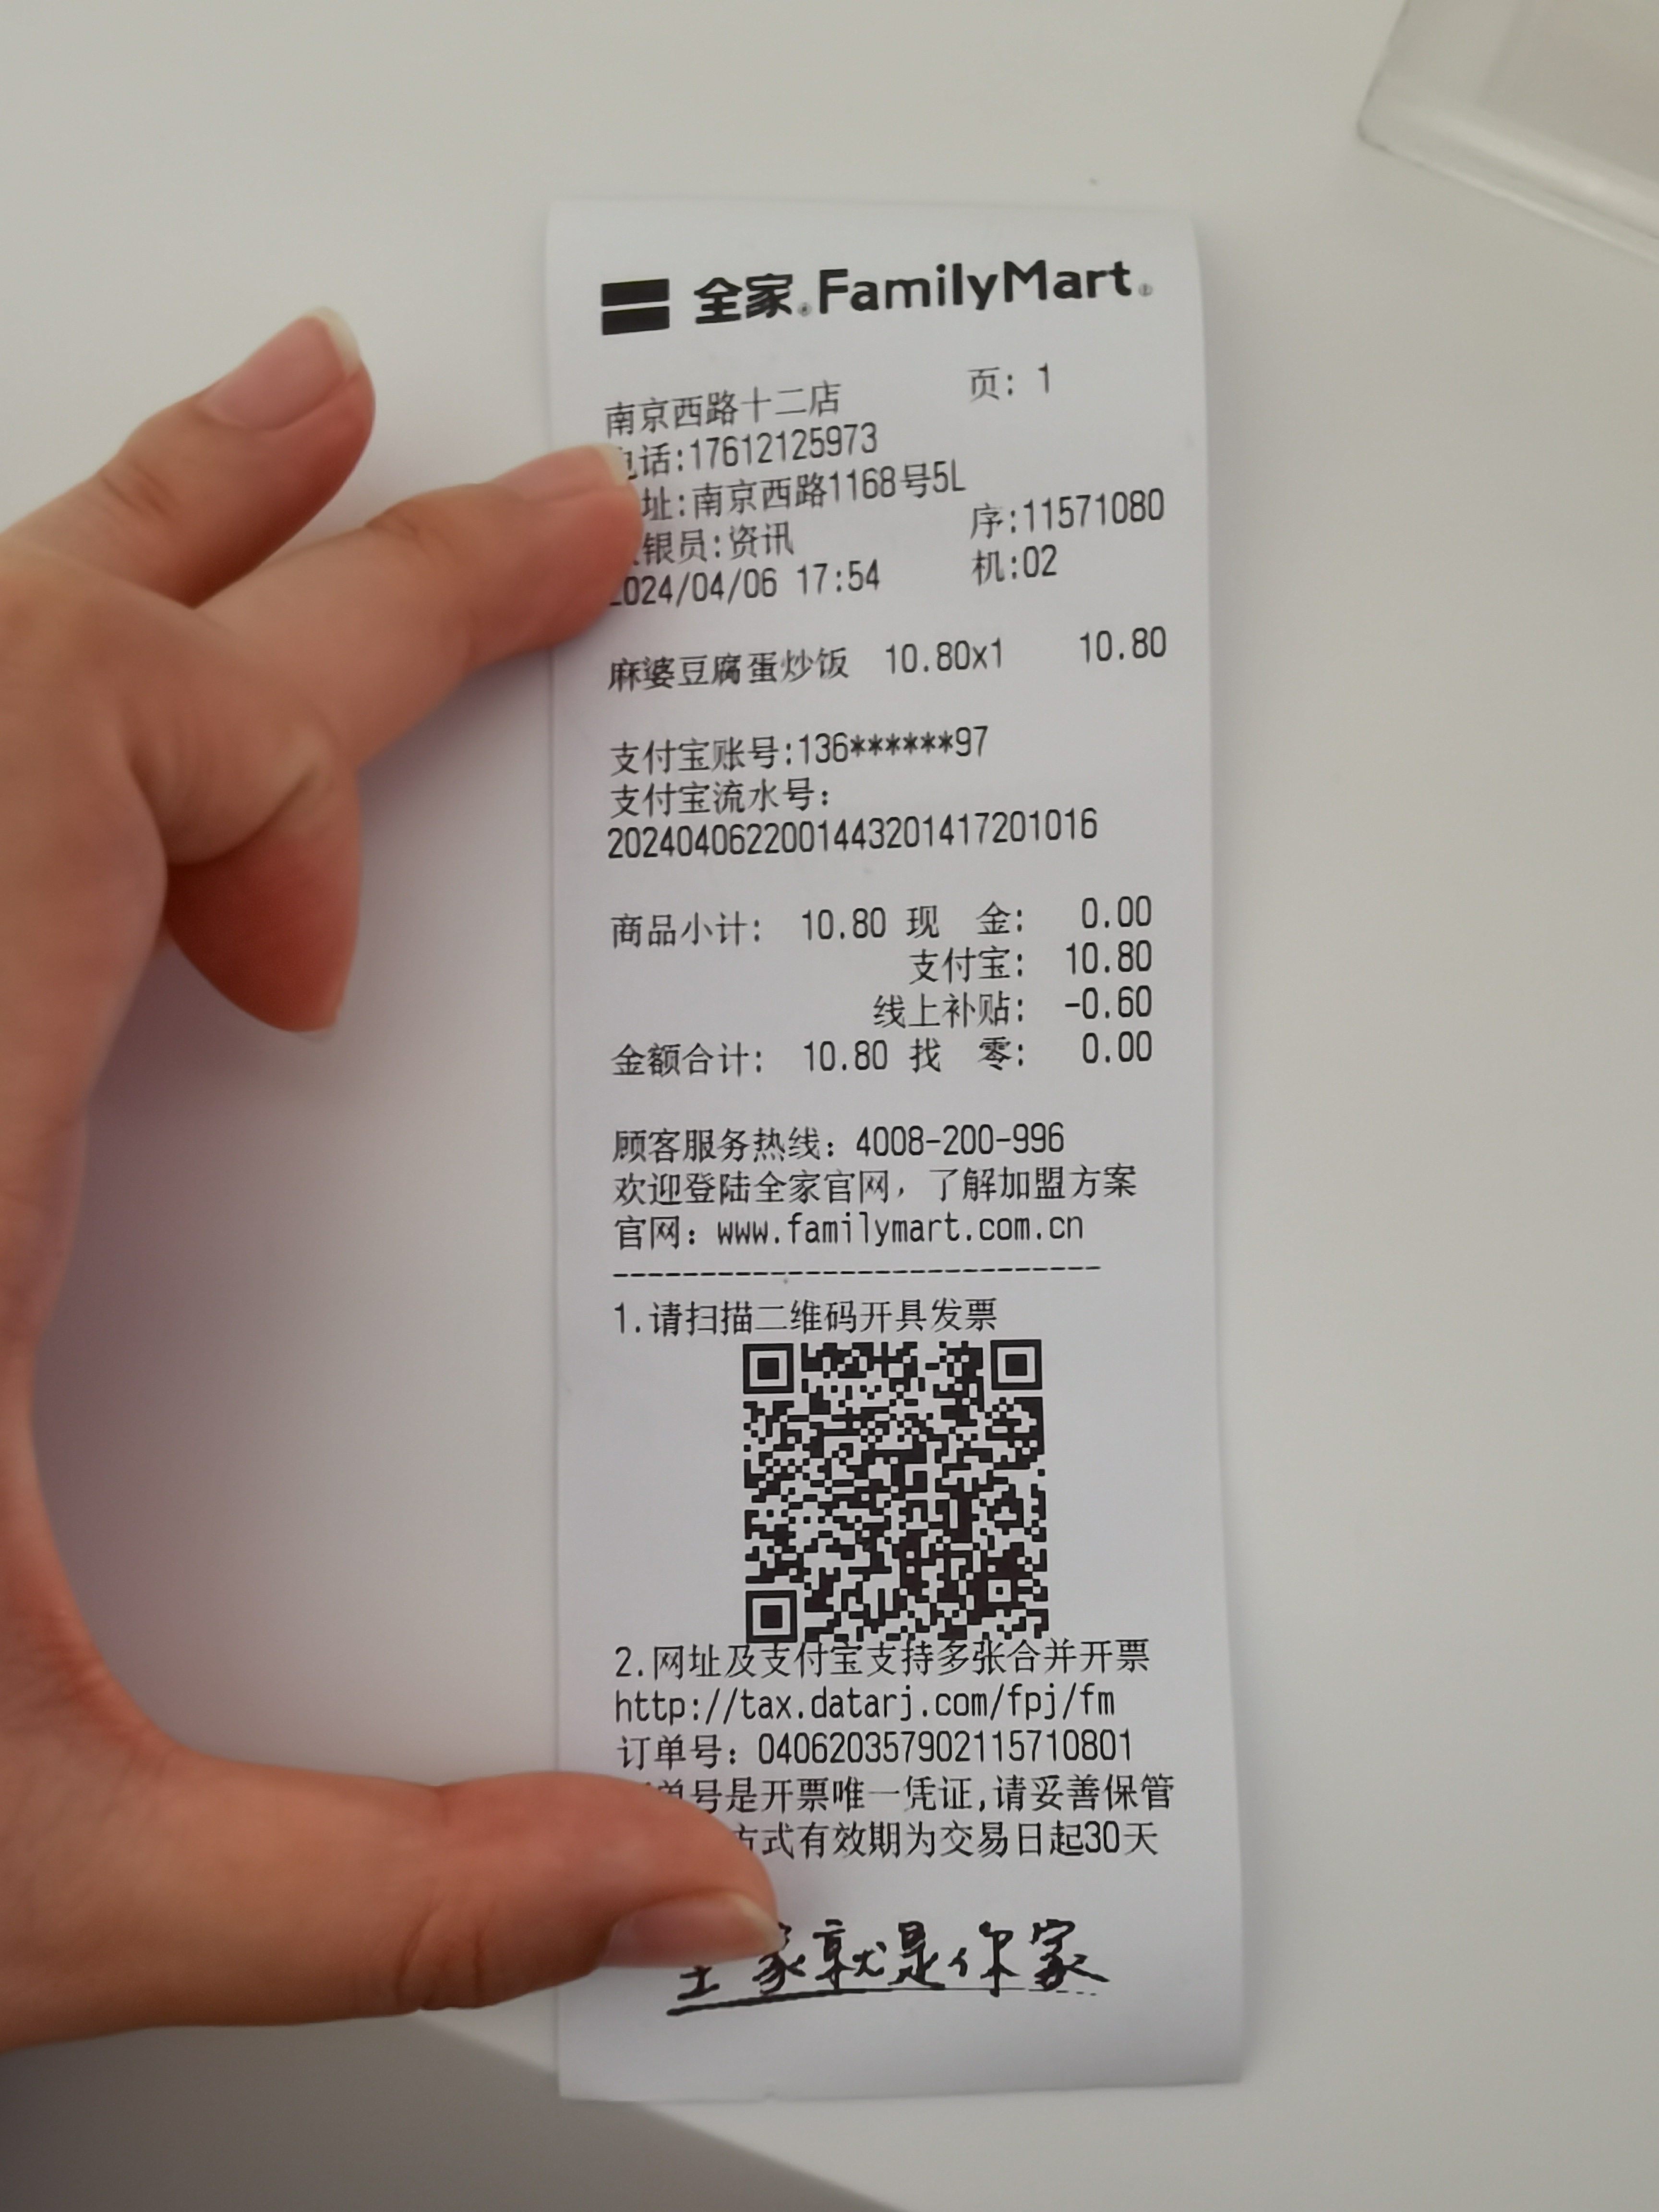 全家 FamilyMart
南京西路十二店 页: 1
话:17612125973
址:南京西路1168号5L
银员:资讯 序:11571080
2024/04/06 17:54 机:02
麻婆豆腐蛋炒饭 10.80x1 10.80
支付宝账号:136******97
支付宝流水号:
2024040622001443201417201016
商品小计: 10.80 现 金: 0.00
支付宝: 10.80
线上补贴: -0.60
金额合计: 10.80 找 零: 0.00
顾客服务热线: 4008-200-996
欢迎登陆全家官网,了解加盟方案
官网: www.familymart.com.cn
1.请扫描二维码开具发票
2.网址及支付宝支持多张合并开票
http://tax.datarj.com/fpj/fm
订单号: 040620357902115710801
单号是开票唯一凭证,请妥善保管
方式有效期为交易日起30天
家就是你家